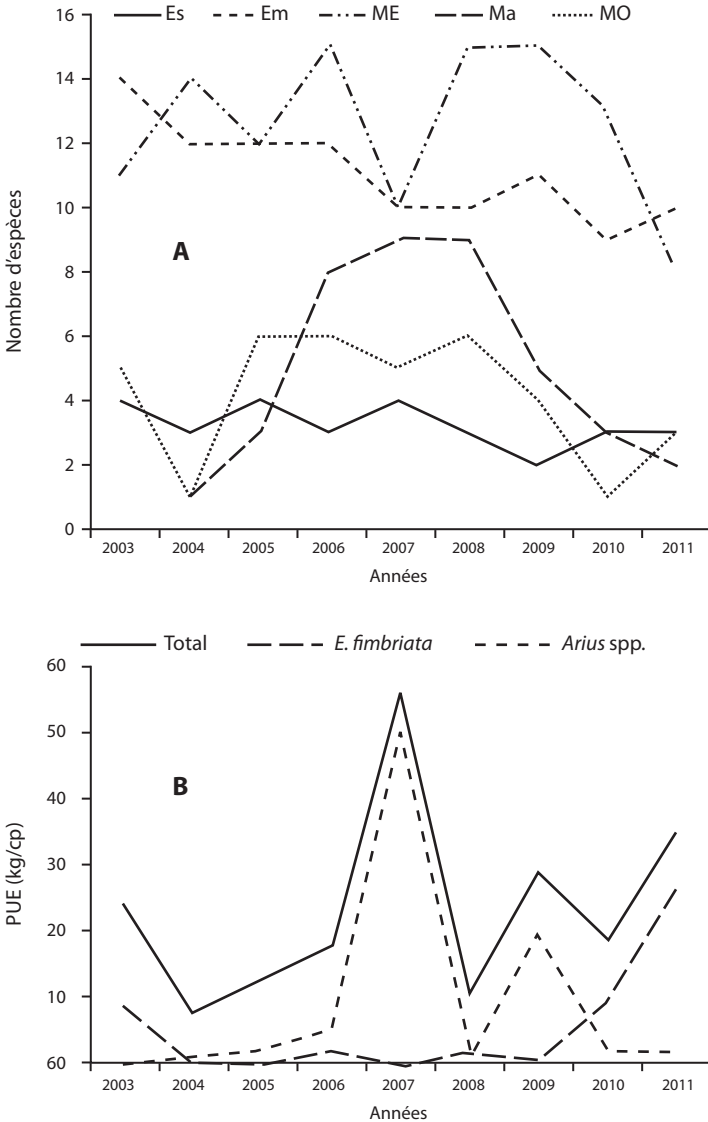 Es Em ME Ma MO
16
14
12
10
8
6
4
2
0
Nombre d'espèces
A
2003 2004 2005 2006 2007 2008 2009 2010 2011
Années
Total E. fimbriata Arius spp.
60
50
40
30
20
10
60
PUE (kg/cp)
B
2003 2004 2005 2006 2007 2008 2009 2010 2011
Années